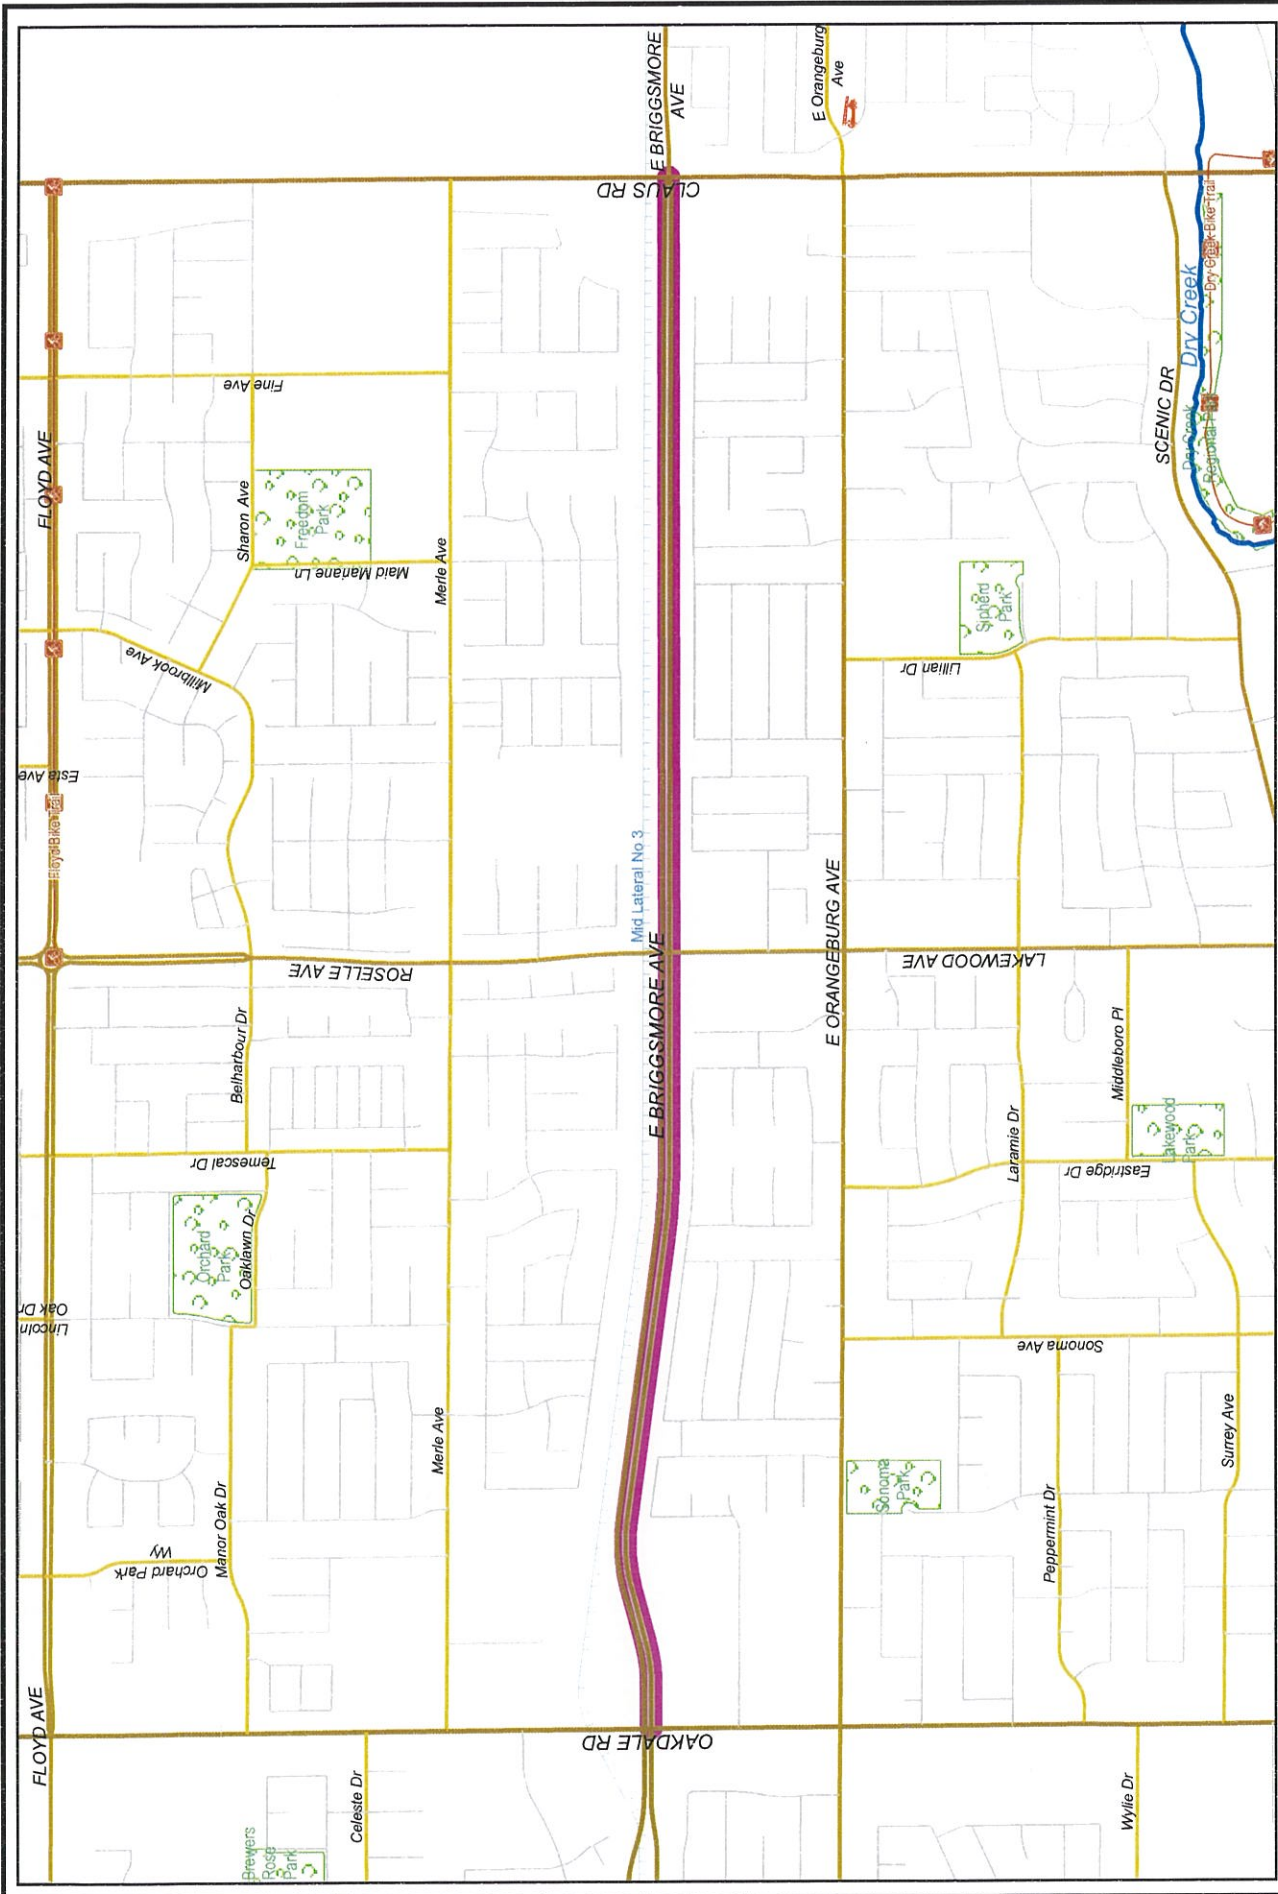 FLOYD AVE
FLOYD AVE
Floyd Bike Trail
Esta Ave
Lincoln
Oak Dr
Orchard Park
Wy
Manor Oak Dr
Orchard
Park
Oaklawn Dr
Temescal Dr
Belharbour Dr
Millbrook Ave
Sharon Ave
Fine Ave
Freedom
Park
Maid Mariane Ln
Brewers
Rose
Park
Celeste Dr
ROSELLE AVE
Merle Ave
Merle Ave
OAKDALE RD
Mid Lateral No 3
E BRIGGSMORE AVE
CLAUS RD
E BRIGGSMORE
AVE
E ORANGEBURG AVE
E Orangeburg
Ave
Sonoma
Park
Lillian Dr
Sipherd
Park
LAKEWOOD AVE
Laramie Dr
Sonoma Ave
Peppermint Dr
Eastridge Dr
Middleboro Pl
Wylie Dr
Lakewood
Park
SCENIC DR
Dry Creek
Regional Park
Dry Creek
Dry Creek Bike Trail
Surrey Ave